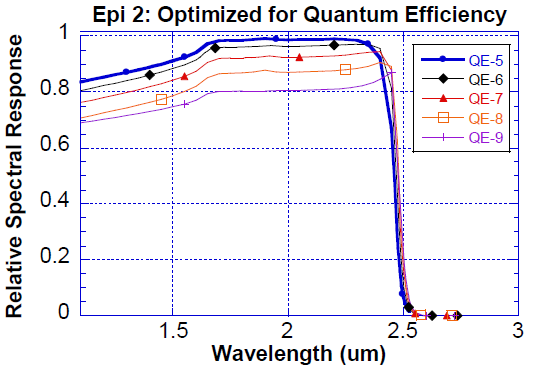 Epi 2: Optimized for Quantum Efficiency
Relative Spectral Response
1
0.8
0.6
0.4
0.2
0
QE-5
QE-6
QE-7
QE-8
QE-9
1.5 2 2.5 3
Wavelength (um)